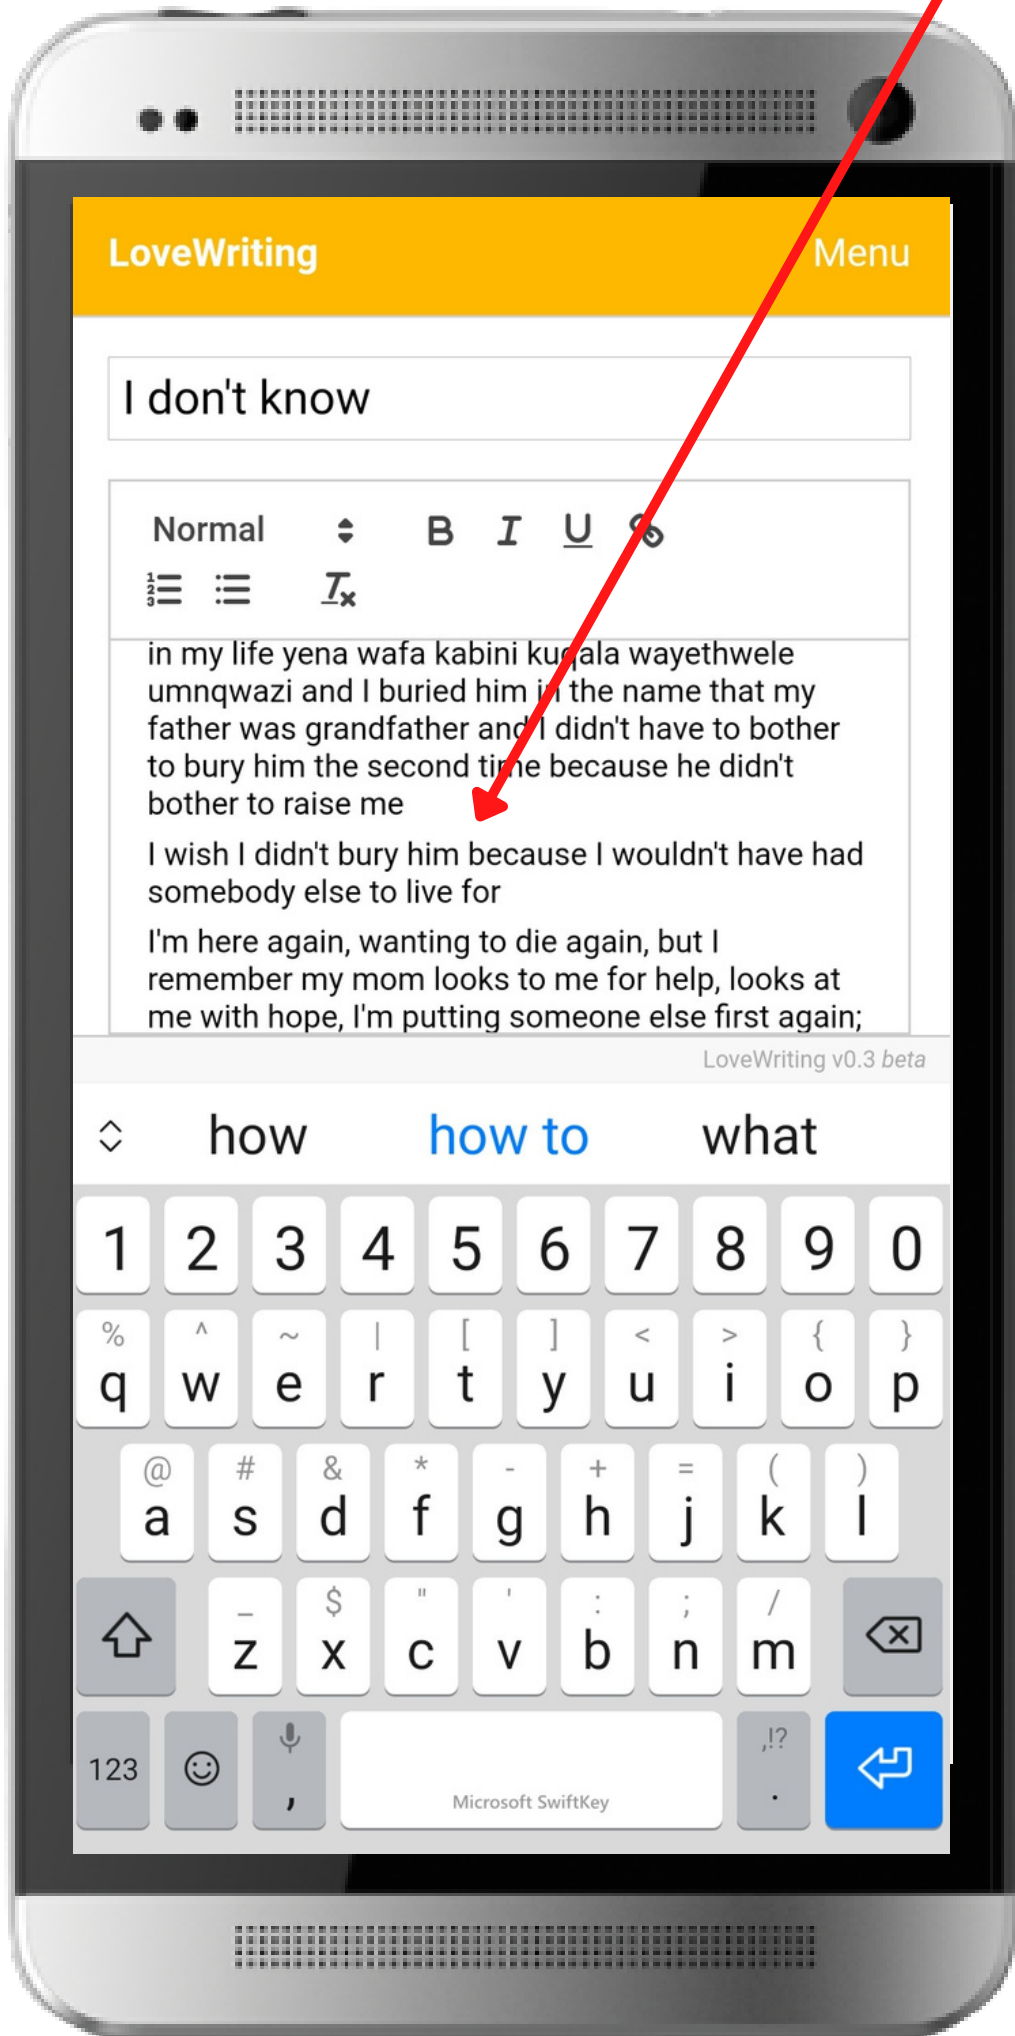 LoveWriting Menu
I don't know
Normal B I U
in my life yena wafa kabini kuqala wayethwele
umnqwazi and I buried him in the name that my
father was grandfather and I didn't have to bother
to bury him the second time because he didn't
bother to raise me
I wish I didn't bury him because I wouldn't have had
somebody else to live for
I'm here again, wanting to die again, but I
remember my mom looks to me for help, looks at
me with hope, I'm putting someone else first again;
LoveWriting v0.3 beta
how how to what
1 2 3 4 5 6 7 8 9 0
% ^ ~ | [ ] < > { }
q w e r t y u i o p
@ # & * - + = ( )
a s d f g h j k l
_ $ " ' : ; /
z x c v b n m
,!?
123 , Microsoft SwiftKey .